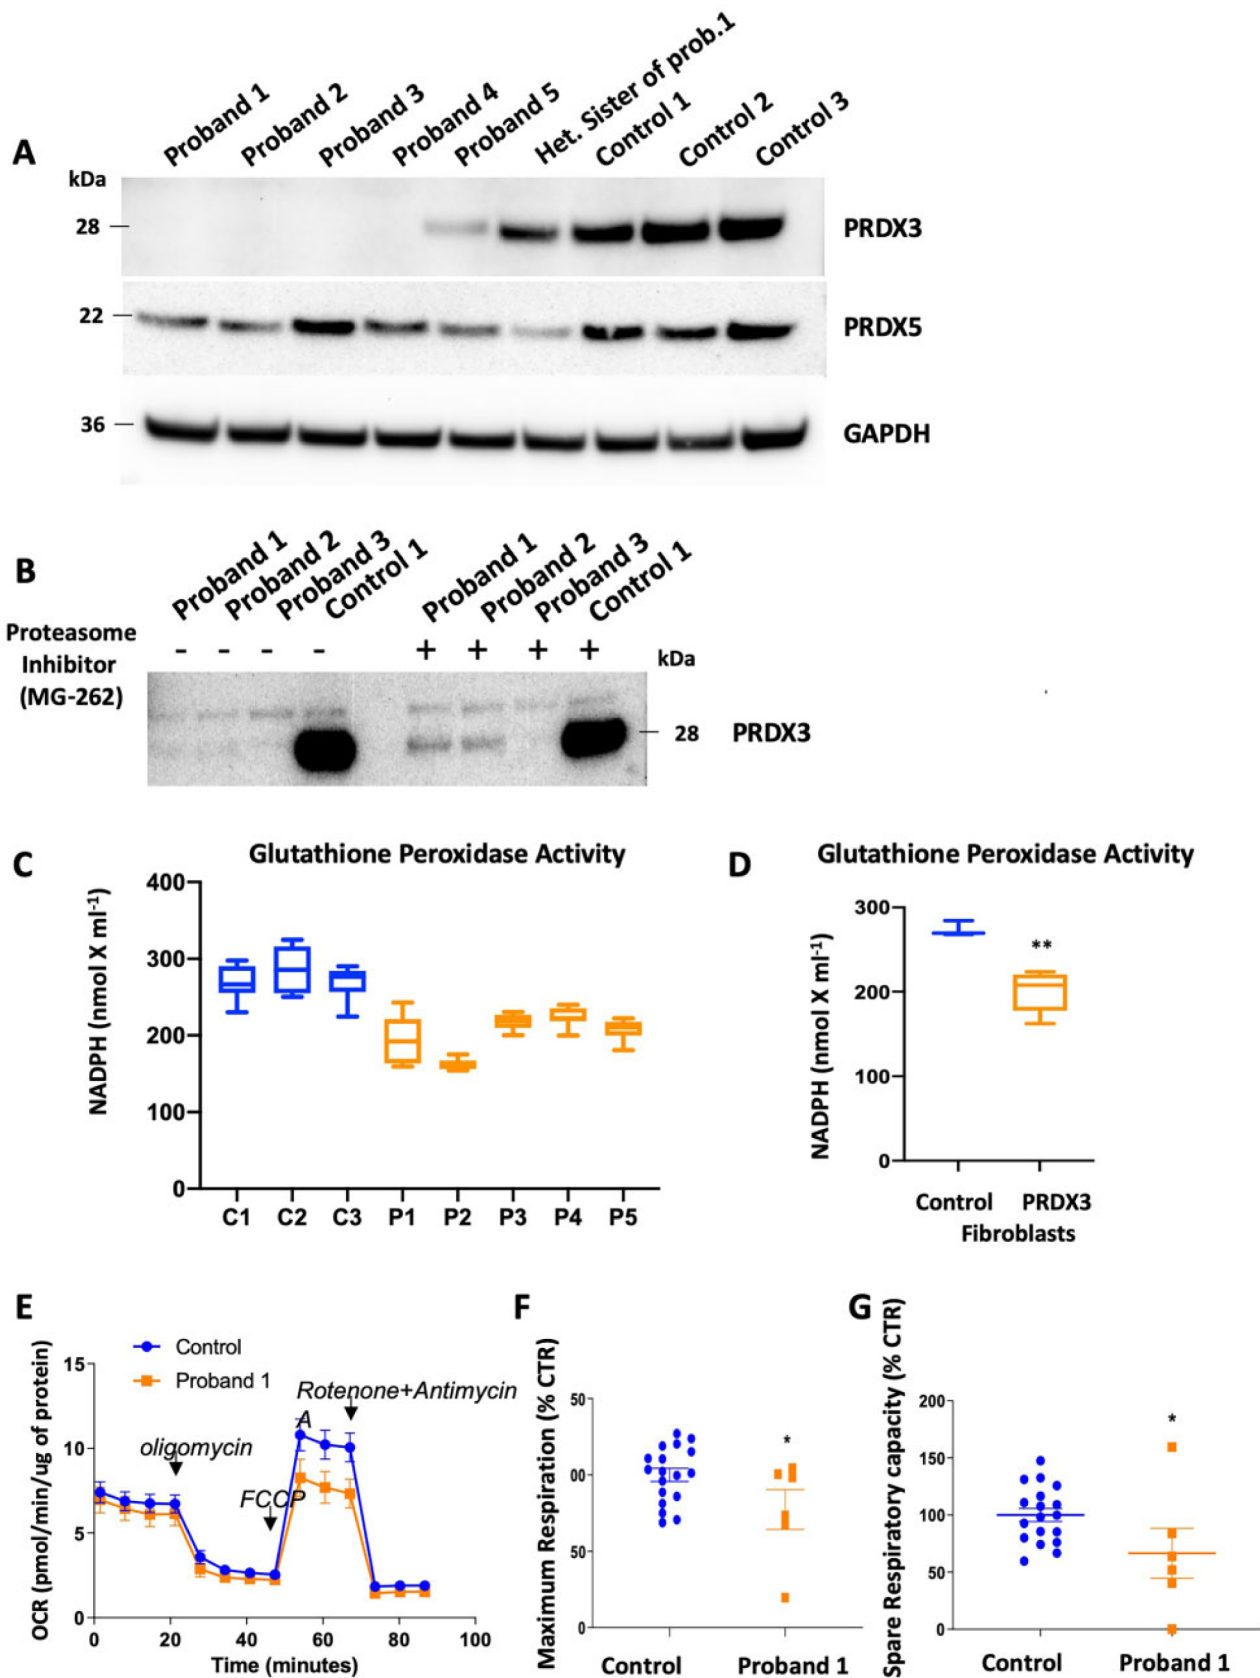 A
Proband 1
Proband 2
Proband 3
Proband 4
Proband 5
Het. Sister of prob.1
Control 1
Control 2
Control 3
kDa
28
PRDX3
22
PRDX5
36
GAPDH
B
Proband 1
Proband 2
Proband 3
Control 1
Proband 1
Proband 2
Proband 3
Control 1
Proteasome
Inhibitor
(MG-262)
- - - - + + + +
kDa
28
PRDX3
C
Glutathione Peroxidase Activity
NADPH (nmol X ml-1)
400
300
200
100
0
C1 C2 C3 P1 P2 P3 P4 P5
D
Glutathione Peroxidase Activity
NADPH (nmol X ml-1)
300
200
100
0
**
Control PRDX3
Fibroblasts
E
Control
Proband 1
OCR (pmol/min/ug of protein)
15
10
5
0
oligomycin
FCCP
Rotenone+Antimycin
A
0 20 40 60 80 100
Time (minutes)
F
Maximum Respiration (% CTR)
50
00
50
0
*
Control Proband 1
G
Spare Respiratory capacity (% CTR)
200
150
100
50
0
*
Control Proband 1